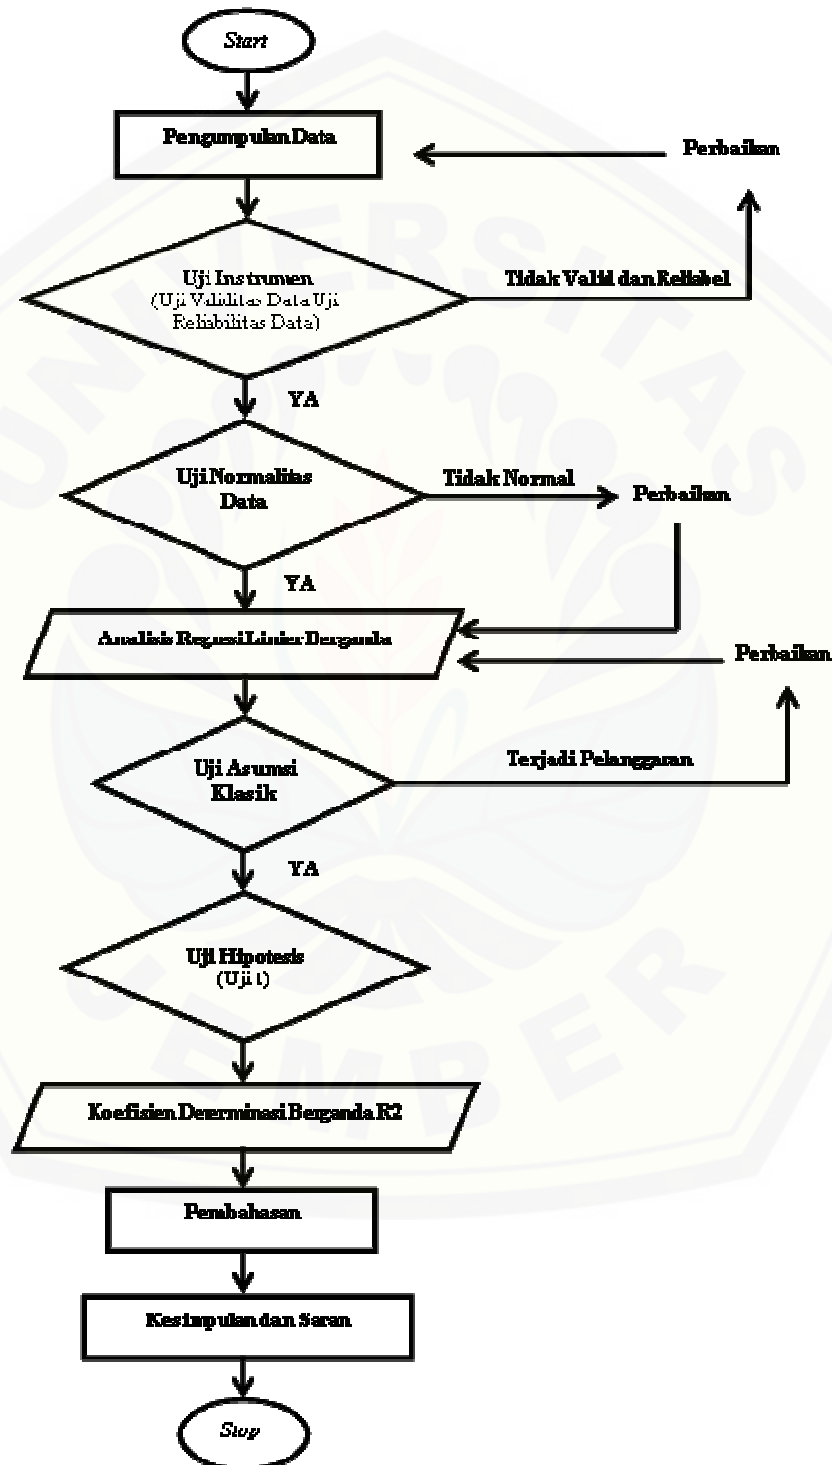 Start
Pengumpulan Data
Perbaikan
Uji Instrumen
(Uji Validitas Data Uji
Reliabilitas Data)
Tidak Valid dan Reliabel
YA
Uji Normalitas
Data
Tidak Normal
Perbaikan
YA
Analisis Regresi Linier Berganda
Perbaikan
Uji Asumsi
Klasik
Terjadi Pelanggaran
YA
Uji Hipotesis
(Uji t)
Koefisien Determinasi Berganda R2
Pembahasan
Kesimpulan dan Saran
Stop
UNIVERSITAS
JEMBER